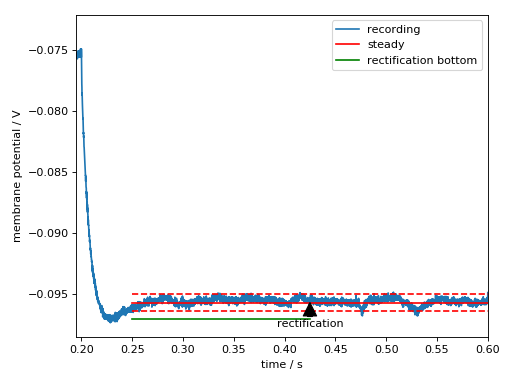 recording
steady
rectification bottom
−0.075
−0.080
−0.085
−0.090
−0.095
membrane potential / V
rectification
0.20 0.25 0.30 0.35 0.40 0.45 0.50 0.55 0.60
time / s